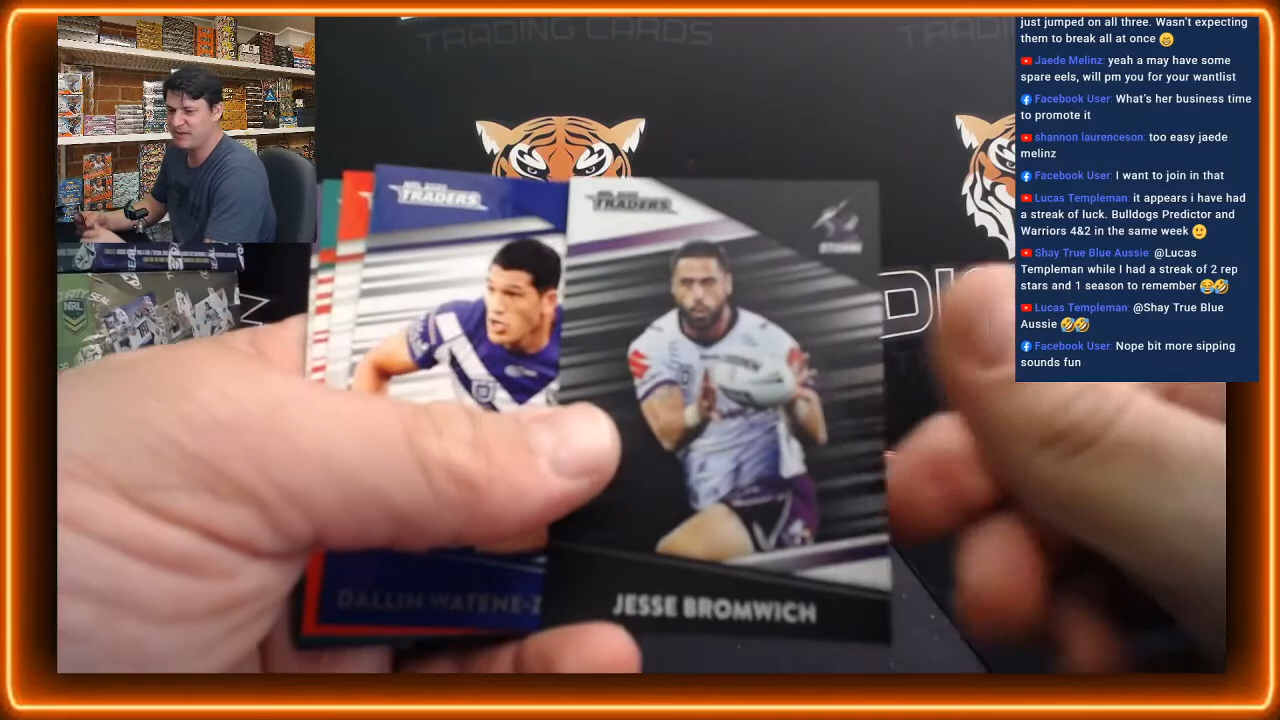 TRADING CARDS
just jumped on all three. Wasn't expecting
them to break all at once
Jaede Melinz: yeah a may have some
spare eels, will pm you for your wantlist
Facebook User: What's her business time
to promote it
shannon laurenceson: too easy jaede
melinz
Facebook User: I want to join in that
Lucas Templeman: it appears i have had
a streak of luck. Bulldogs Predictor and
Warriors 4&2 in the same week
Shay True Blue Aussie @Lucas
Templeman while I had a streak of 2 rep
stars and 1 season to remember
Lucas Templeman: @Shay True Blue
Aussie
Facebook User: Nope bit more sipping
sounds fun
TRADERS
TRADERS
STORM
SEAL
NRL
DALLIN WATENE-Z
JESSE BROMWICH